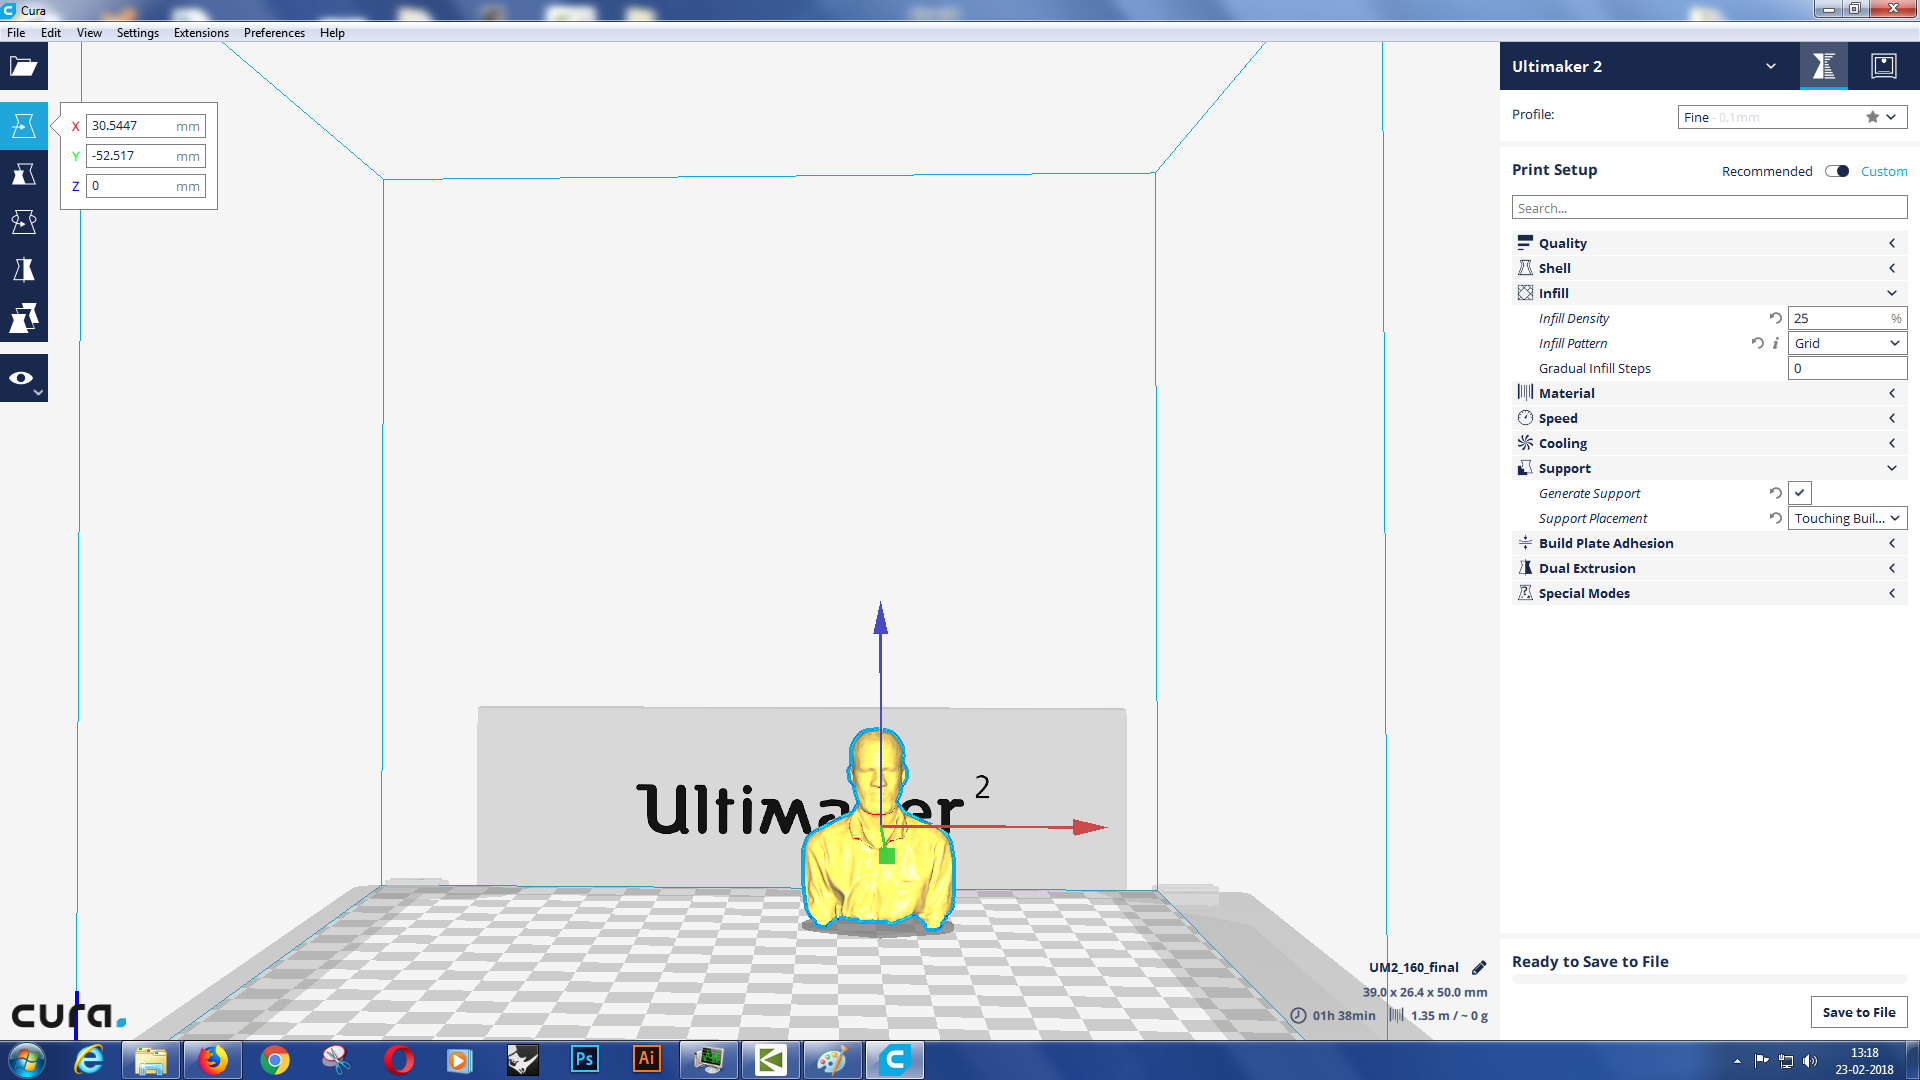 Cura
File Edit View Settings Extensions Preferences Help
Ultimaker 2
X 30.5447 mm
Y -52.517 mm
Z 0 mm
Profile: Fine - 0.1mm
Print Setup Recommended Custom
Search...
Quality
Shell
Infill
Infill Density 25 %
Infill Pattern i Grid
Gradual Infill Steps 0
Material
Speed
Cooling
Support
Generate Support
Support Placement Touching Buil...
Build Plate Adhesion
Dual Extrusion
Special Modes
Ultimaker 2
UM2_160_final
39.0 x 26.4 x 50.0 mm
01h 38min 1.35 m / ~ 0 g
Ready to Save to File
Save to File
cura.
Ps
Ai
13:18
23-02-2018